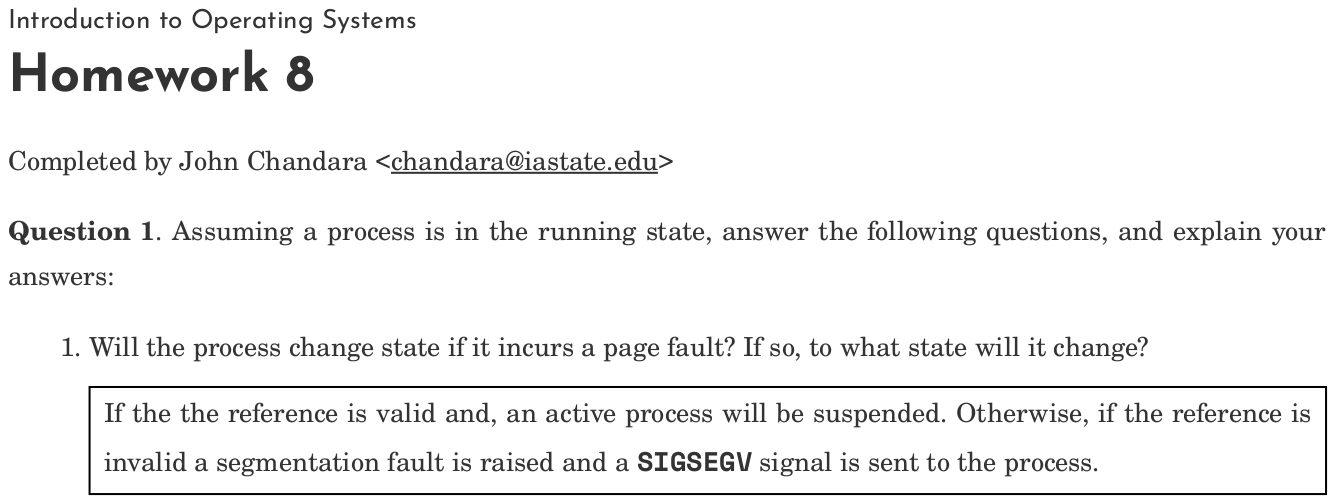 Introduction to Operating Systems
Homework 8
Completed by John Chandara <chandara@iastate.edu>
Question 1. Assuming a process is in the running state, answer the following questions, and explain your
answers:
1. Will the process change state if it incurs a page fault? If so, to what state will it change?
If the the reference is valid and, an active process will be suspended. Otherwise, if the reference is
invalid a segmentation fault is raised and a SIGSEGV signal is sent to the process.